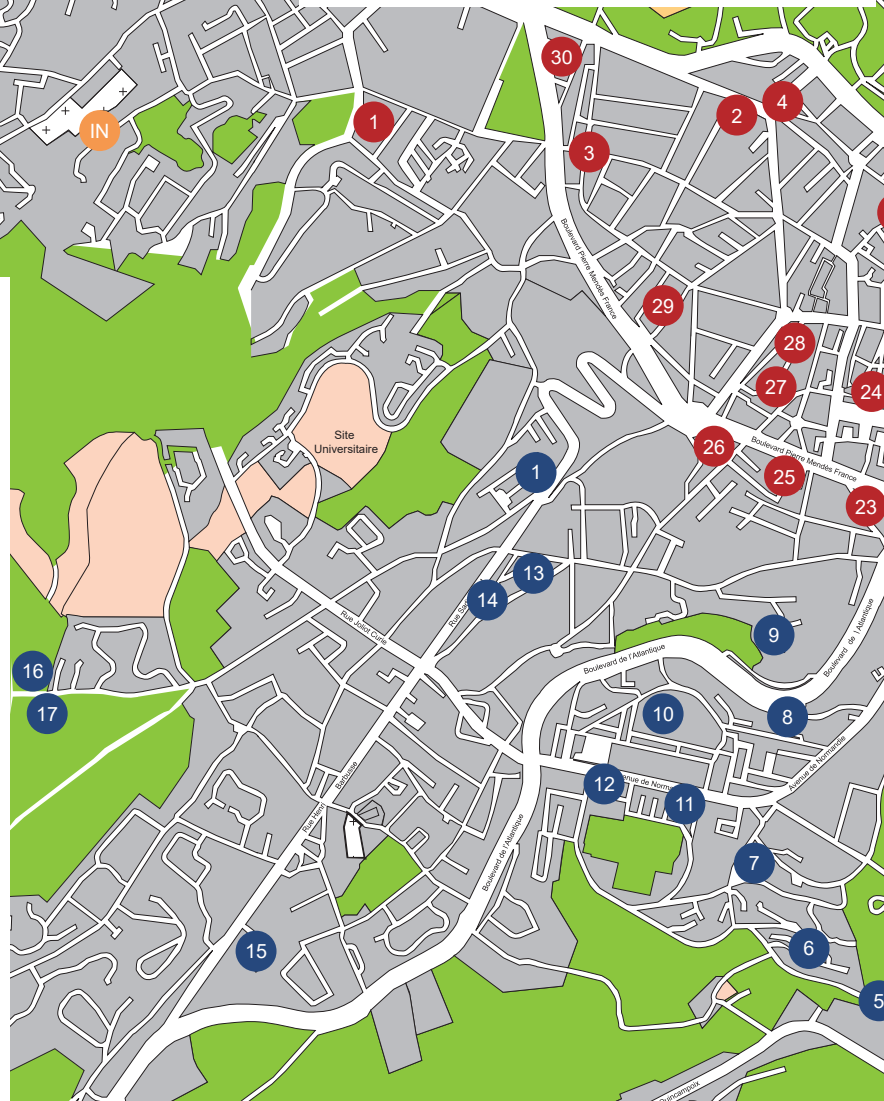 30
4
2
IN
1
3
Boulevard Pierre Mendès France
29
28
27
24
Site
Universitaire
26
Boulevard Pierre Mendès France
1
25
23
13
14
Rue
Rue Joliot Curie
9
Boulevard de l'Atlantique
Boulevard de l'Atlantique
16
17
10
8
Avenue de Normandie
12
11
Rue Henri Barbusse
Boulevard de l'Atlantique
7
15
6
5